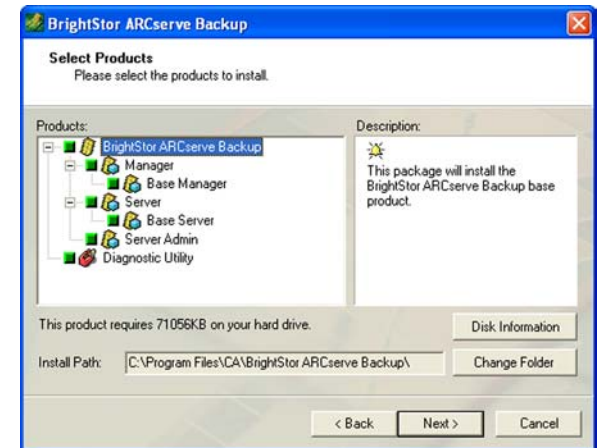 BrightStor ARCserve Backup
Select Products
Please select the products to install.
Products:
Description:
BrightStor ARCserve Backup
Manager
Base Manager
Server
Base Server
Server Admin
Diagnostic Utility
This package will install the
BrightStor ARCserve Backup base
product.
This product requires 71056KB on your hard drive.
Disk Information
Install Path:
C:\Program Files\CA\BrightStor ARCserve Backup\
Change Folder
< Back
Next >
Cancel